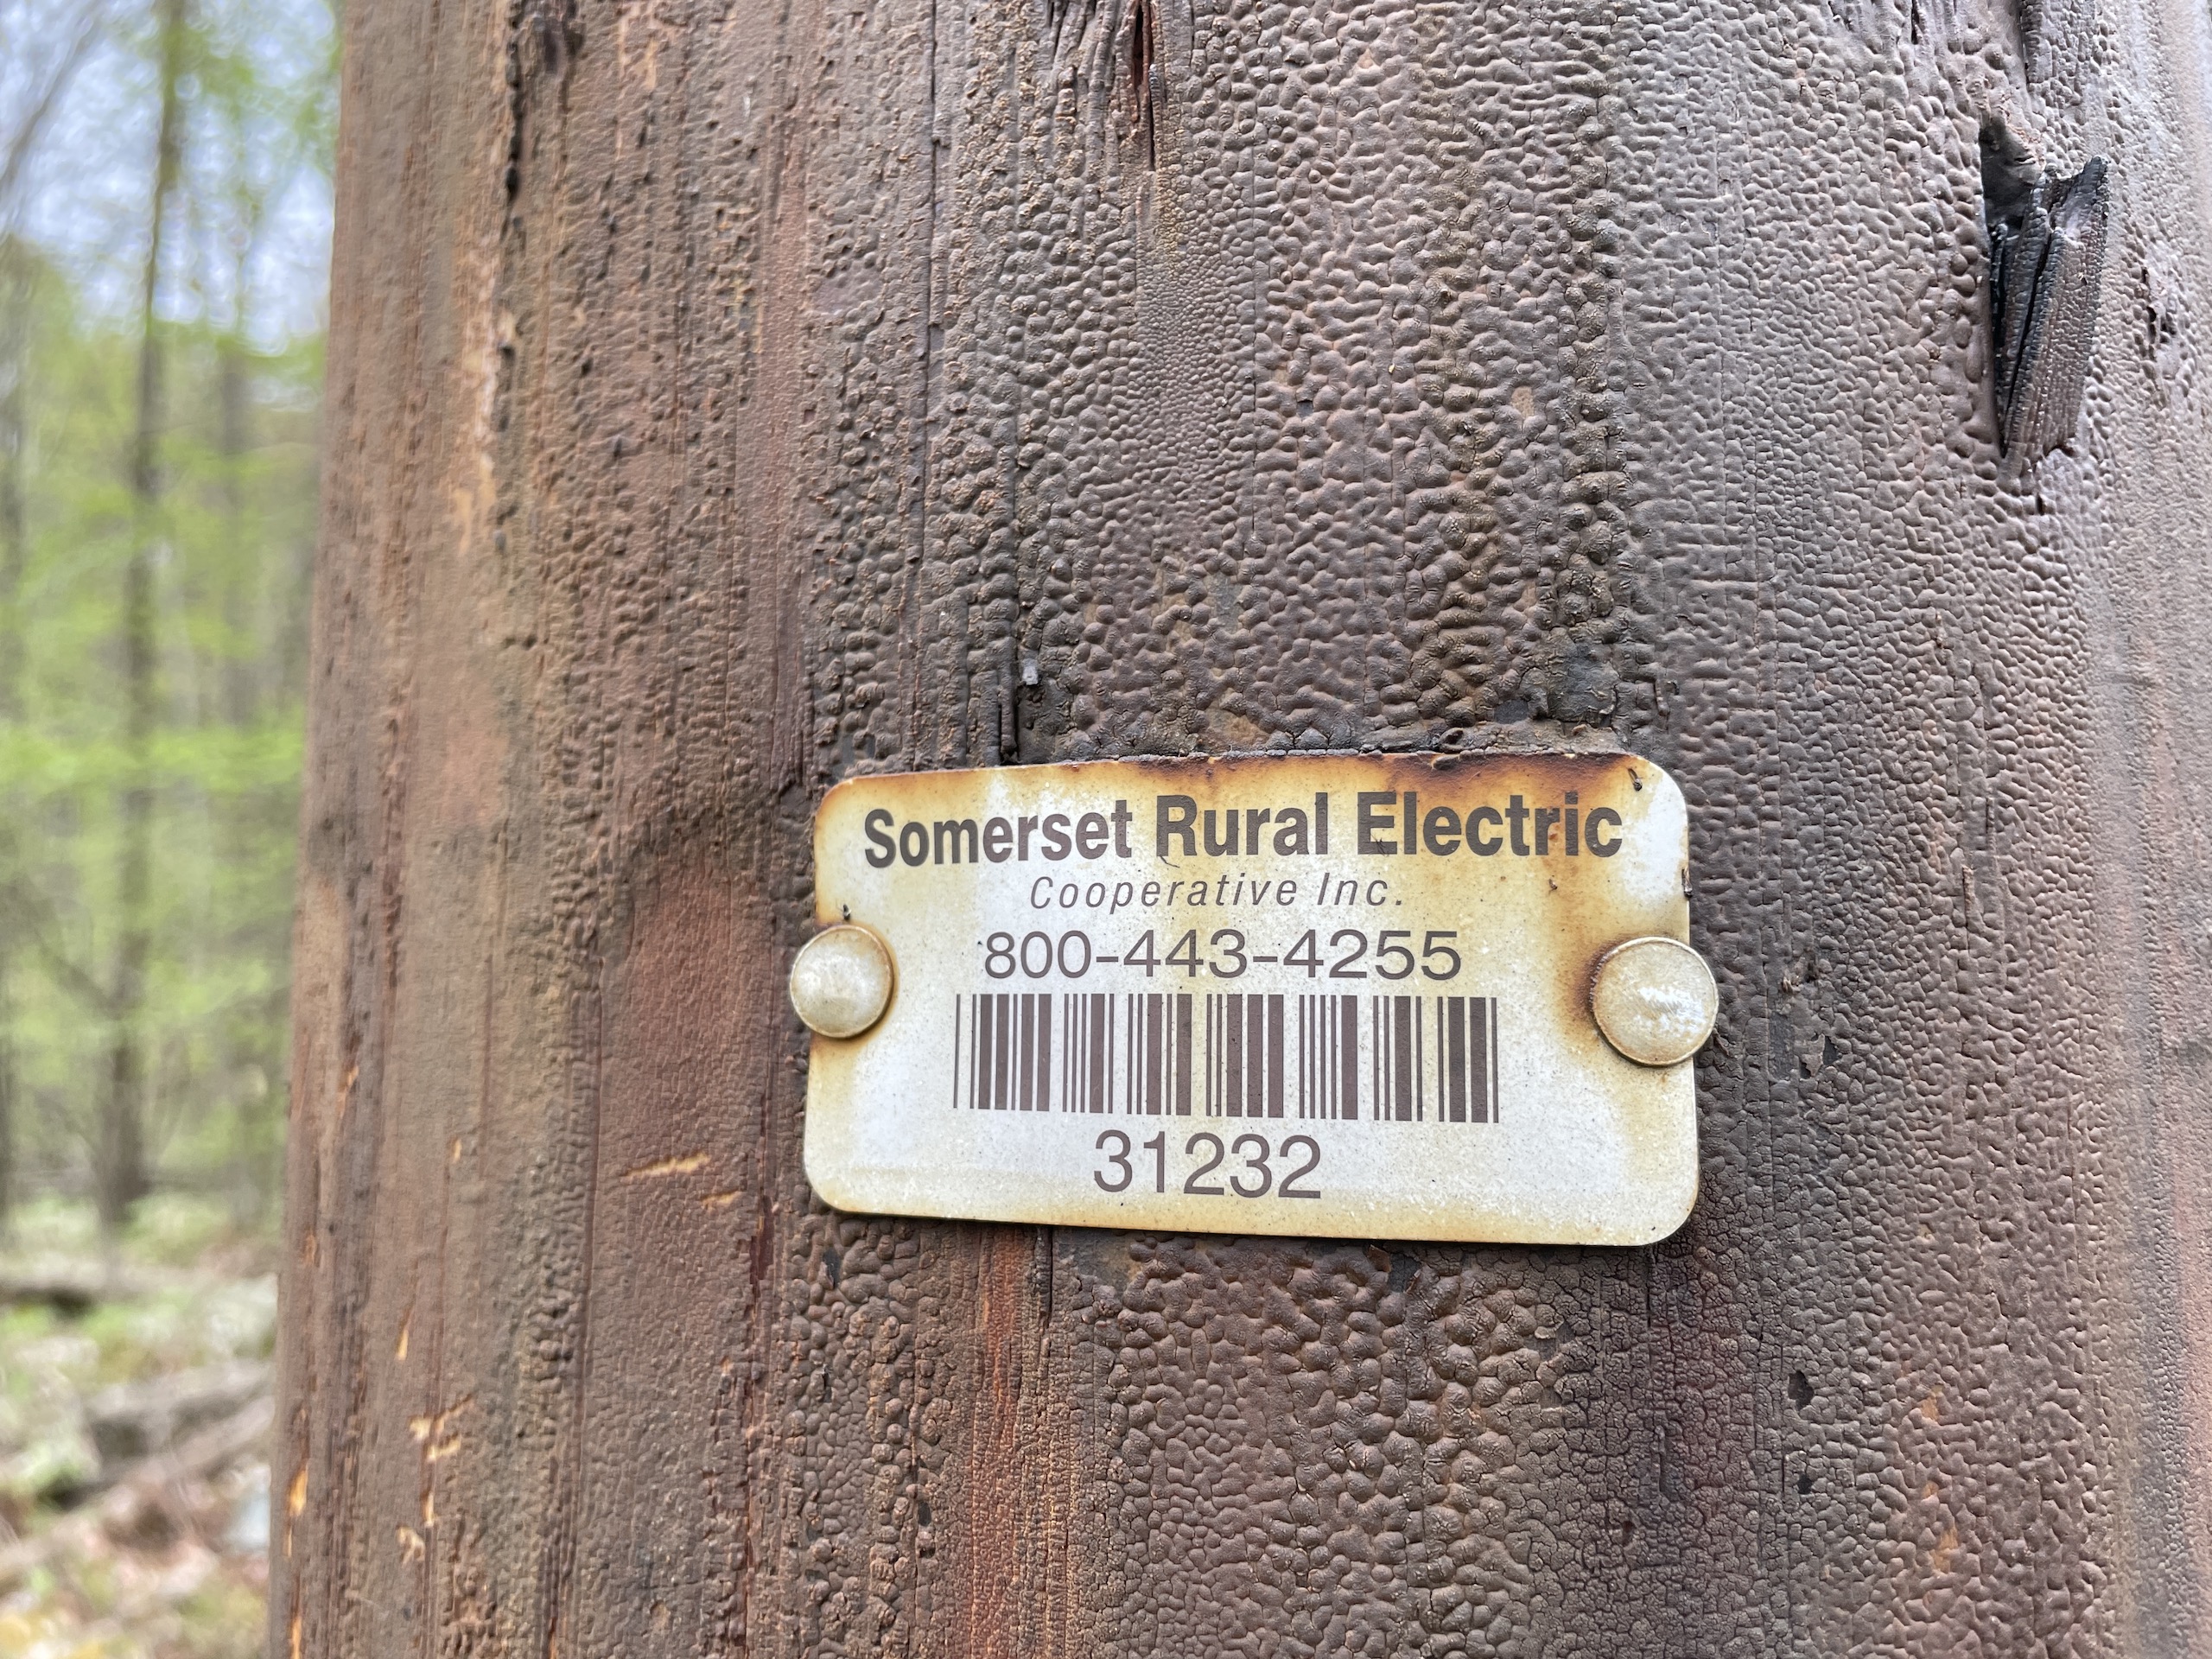 Somerset Rural Electric
Cooperative Inc.
800-443-4255
31232